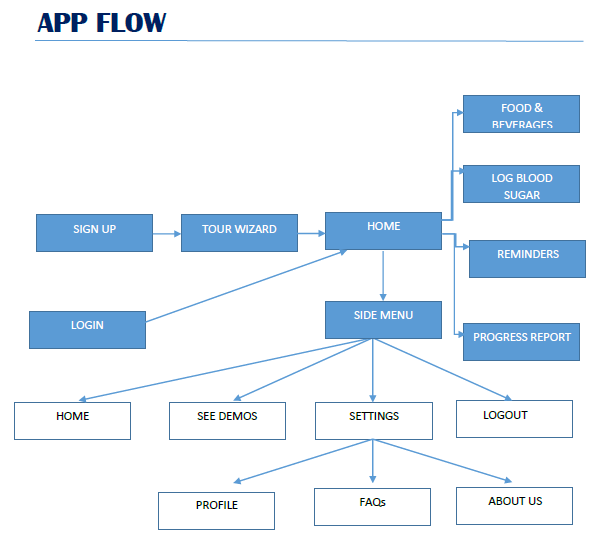 APP FLOW
FOOD &
BEVERAGES
LOG BLOOD
SUGAR
SIGN UP
TOUR WIZARD
HOME
REMINDERS
LOGIN
SIDE MENU
PROGRESS REPORT
HOME
SEE DEMOS
SETTINGS
LOGOUT
PROFILE
FAQs
ABOUT US